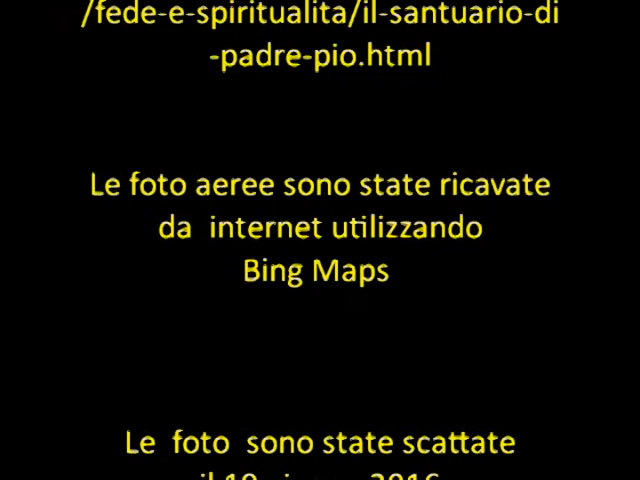 /fede-e-spiritualita/il-santuario-di
-padre-pio.html
Le foto aeree sono state ricavate
da internet utilizzando
Bing Maps
Le foto sono state scattate
il